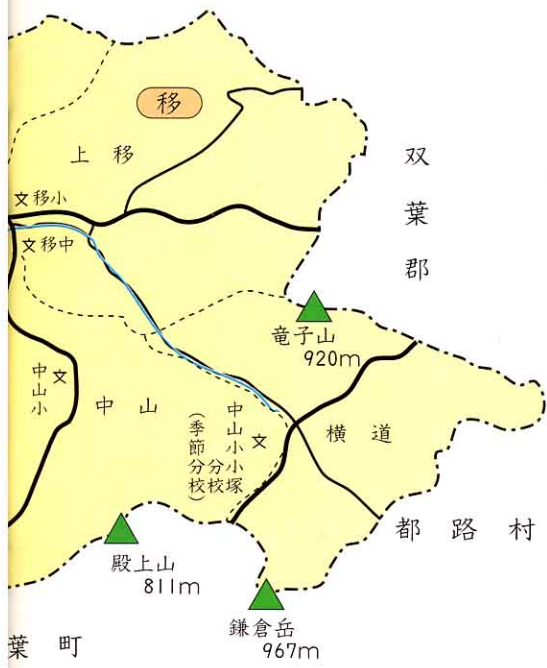 移
上移
双葉郡
文移小
文移中
竜子山
920m
文
中山小
中山
中山小小塚
分校
(季節分校)
文
横道
都路村
殿上山
811m
鎌倉岳
967m
葉町